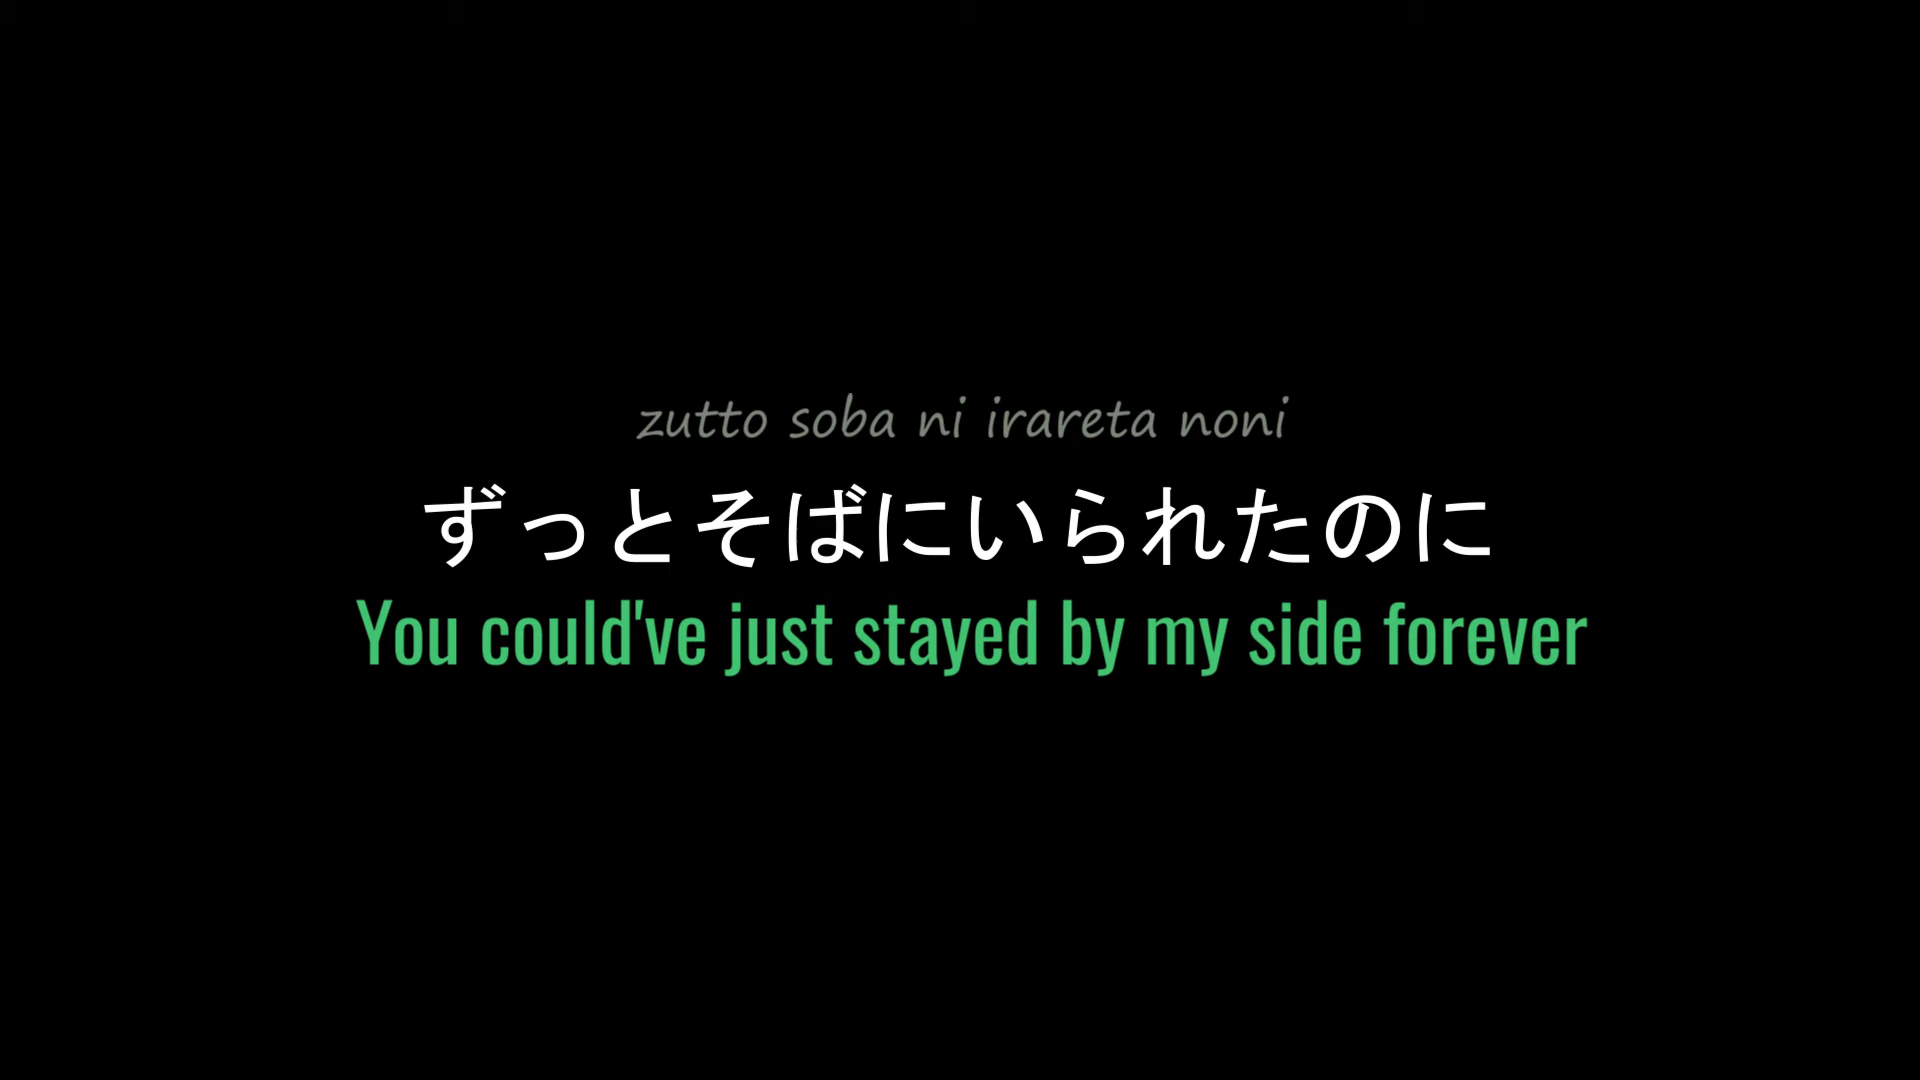 zutto soba ni irareta noni
ずっとそばにいられたのに
You could've just stayed by my side forever